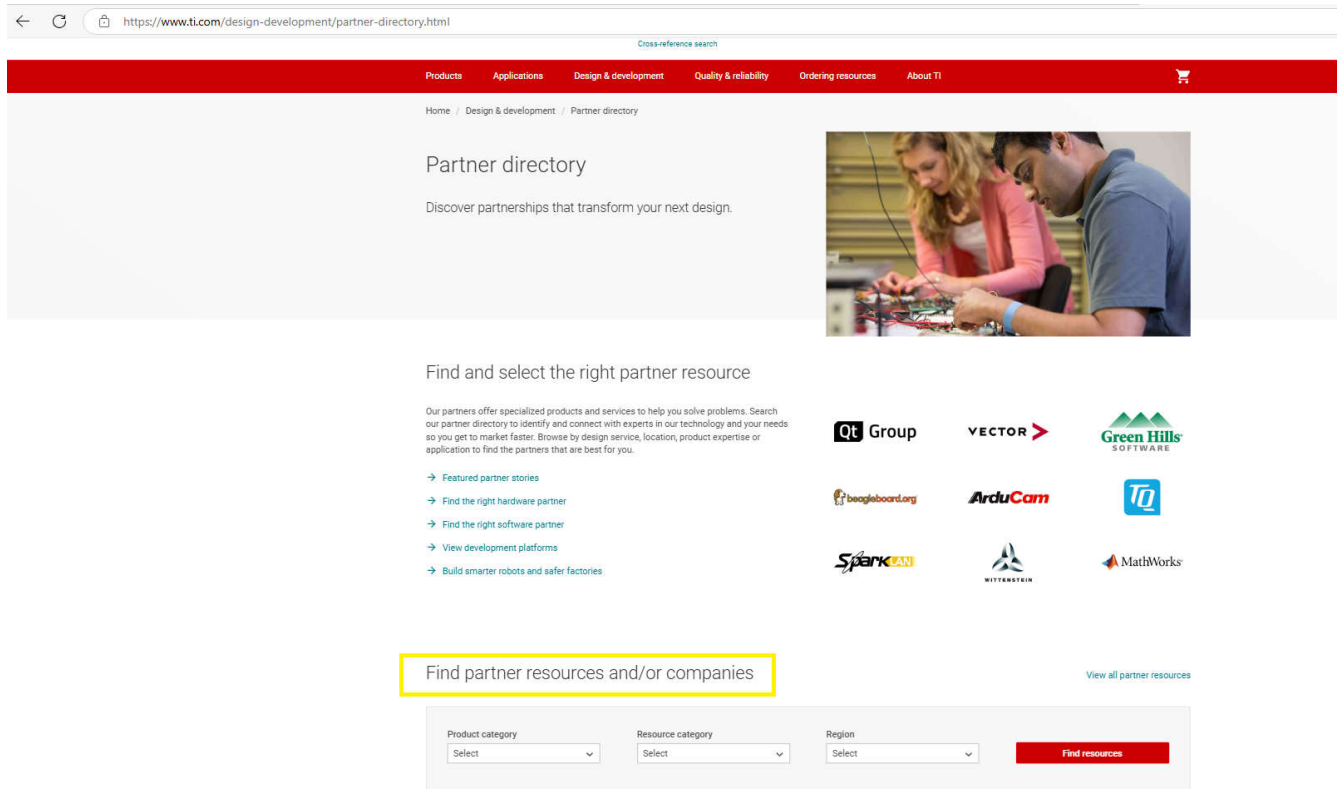 https://www.ti.com/design-development/partner-directory.html
Cross-reference search
Products Applications Design & development Quality & reliability Ordering resources About TI
Home / Design & development / Partner directory
Partner directory
Discover partnerships that transform your next design.
Find and select the right partner resource
Our partners offer specialized products and services to help you solve problems. Search
our partner directory to identify and connect with experts in our technology and your needs
so you get to market faster. Browse by design service, location, product expertise or
application to find the partners that are best for you.
→ Featured partner stories
→ Find the right hardware partner
→ Find the right software partner
→ View development platforms
→ Build smarter robots and safer factories
Qt Group VECTOR Green Hills SOFTWARE
beagleboard.org ArduCam TQ
SparkLAN WITTENSTEIN MathWorks
Find partner resources and/or companies
View all partner resources
Product category Resource category Region
Select Select Select Find resources